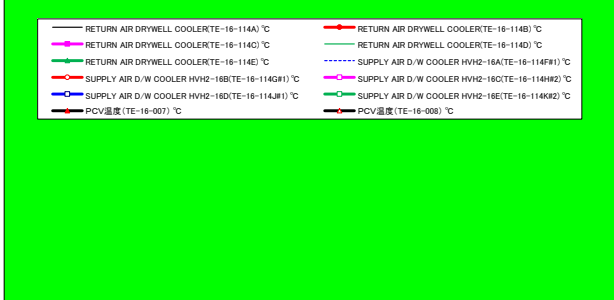 RETURN AIR DRYWELL COOLER(TE-16-114A) ℃
RETURN AIR DRYWELL COOLER(TE-16-114B) ℃
RETURN AIR DRYWELL COOLER(TE-16-114C) ℃
RETURN AIR DRYWELL COOLER(TE-16-114D) ℃
RETURN AIR DRYWELL COOLER(TE-16-114E) ℃
SUPPLY AIR D/W COOLER HVH2-16A(TE-16-114F#1) ℃
SUPPLY AIR D/W COOLER HVH2-16B(TE-16-114G#1) ℃
SUPPLY AIR D/W COOLER HVH2-16C(TE-16-114H#2) ℃
SUPPLY AIR D/W COOLER HVH2-16D(TE-16-114J#1) ℃
SUPPLY AIR D/W COOLER HVH2-16E(TE-16-114K#2) ℃
PCV温度(TE-16-007) ℃
PCV温度(TE-16-008) ℃